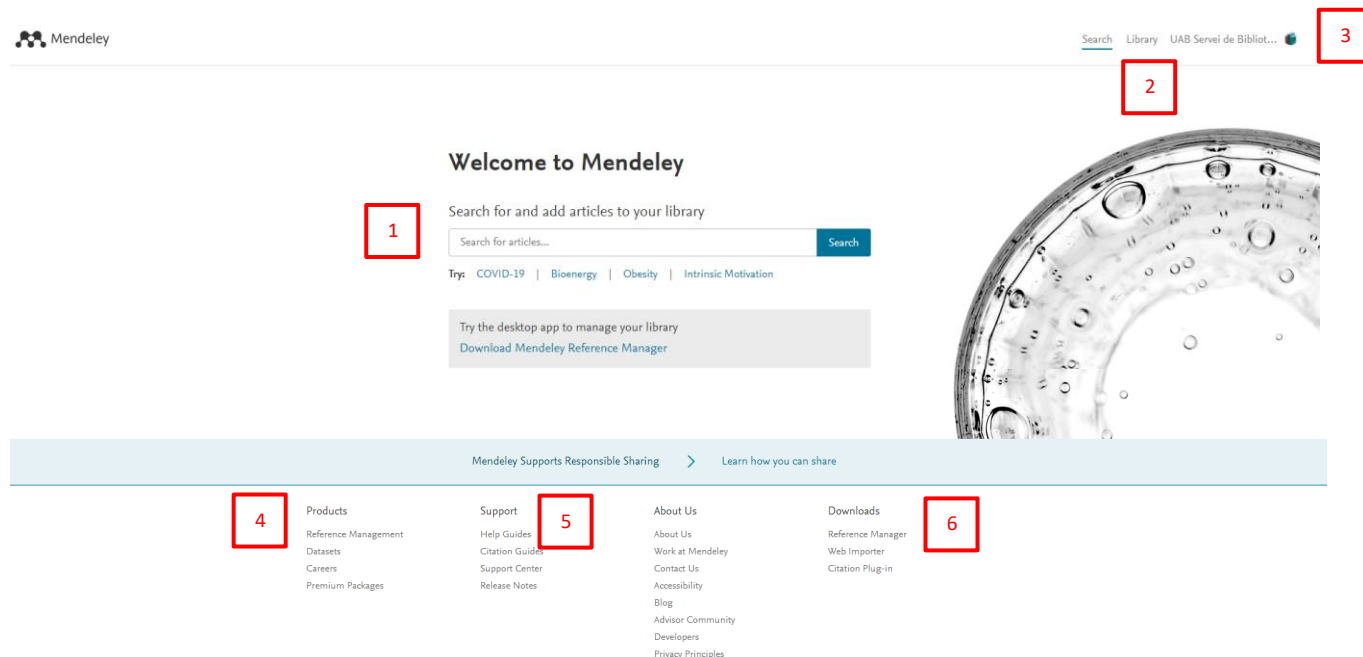 Mendeley
Search Library UAB Servei de Bibliot...
3
2
Welcome to Mendeley
Search for and add articles to your library
1
Search for articles...
Search
Try: COVID-19 | Bioenergy | Obesity | Intrinsic Motivation
Try the desktop app to manage your library
Download Mendeley Reference Manager
Mendeley Supports Responsible Sharing > Learn how you can share
4
Products
Reference Management
Datasets
Careers
Premium Packages
Support
5
Help Guides
Citation Guides
Support Center
Release Notes
About Us
About Us
Work at Mendeley
Contact Us
Accessibility
Blog
Advisor Community
Developers
Privacy Principles
Downloads
6
Reference Manager
Web Importer
Citation Plug-in